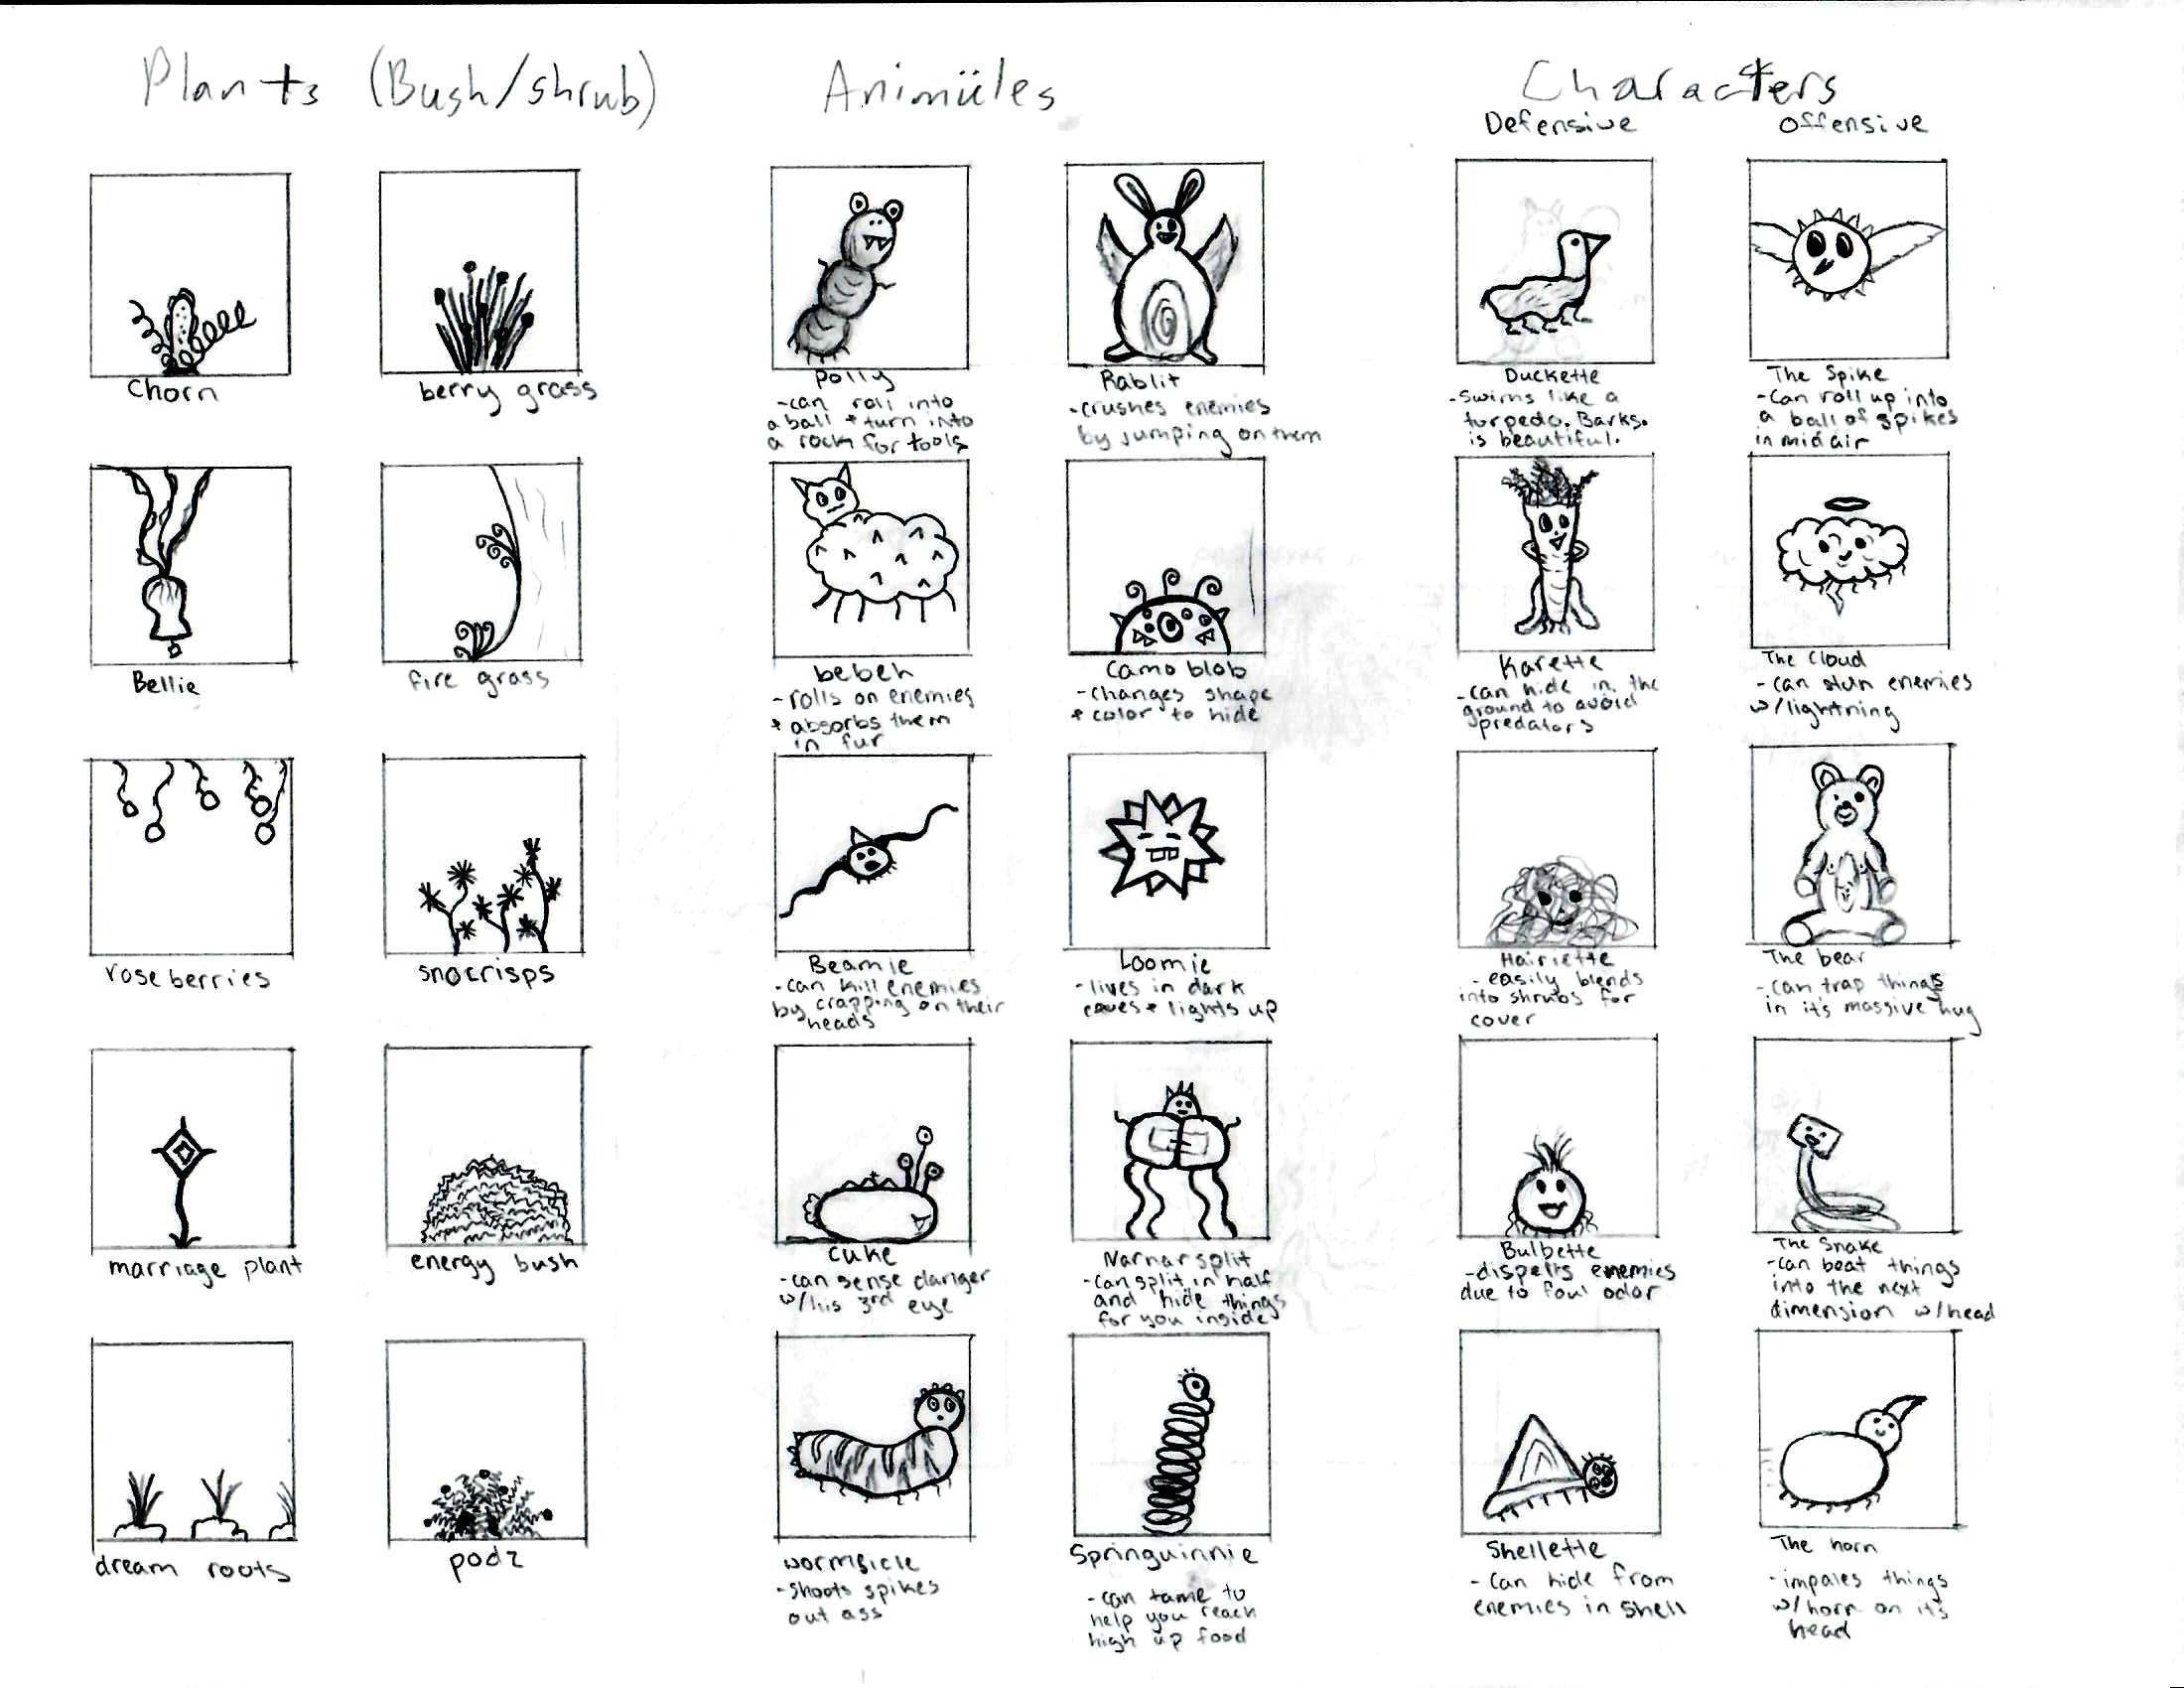 Plants (Bush/shrub)
Chorn
berry grass
Bellie
fire grass
rose berries
snocrisps
marriage plant
energy bush
dream roots
podz
Animüles
Polly
-can roll into
a ball + turn into
a rock for tools
Rablit
-crushes enemies
by jumping on them
bebeh
-rolls on enemies
+ absorbs them
in fur
Camo blob
-changes shape
+ color to hide
Beamie
-can kill enemies
by crapping on their
heads
Loomie
-lives in dark
caves + lights up
Cuke
-can sense danger
w/his 3rd eye
Narnarsplit
-can split in half
and hide things
for you inside
wormsicle
-shoots spikes
out ass
Springuinnie
-can tame to
help you reach
high up food
Characters
Defensive
Offensive
Duckette
-Swims like a
torpedo. Barks.
is beautiful.
The Spike
-Can roll up into
a ball of spikes
in mid air
Karette
-can hide in the
ground to avoid
predators
The Cloud
-can stun enemies
w/lightning
Hairiette
-easily blends
into shrubs for
cover
The bear
-can trap things
in it's massive hug
Bulbette
-dispells enemies
due to foul odor
The Snake
-can beat things
into the next
dimension w/head
Shellette
-Can hide from
enemies in shell
The horn
-impales things
w/horn on it's
head